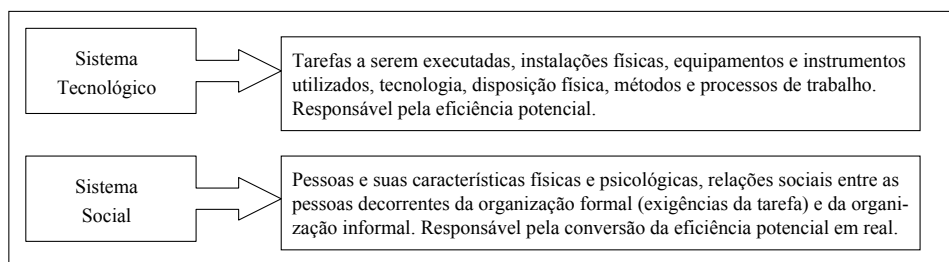 Sistema
Tecnológico
Tarefas a serem executadas, instalações físicas, equipamentos e instrumentos
utilizados, tecnologia, disposição física, métodos e processos de trabalho.
Responsável pela eficiência potencial.
Sistema
Social
Pessoas e suas características físicas e psicológicas, relações sociais entre as
pessoas decorrentes da organização formal (exigências da tarefa) e da organi-
zação informal. Responsável pela conversão da eficiência potencial em real.